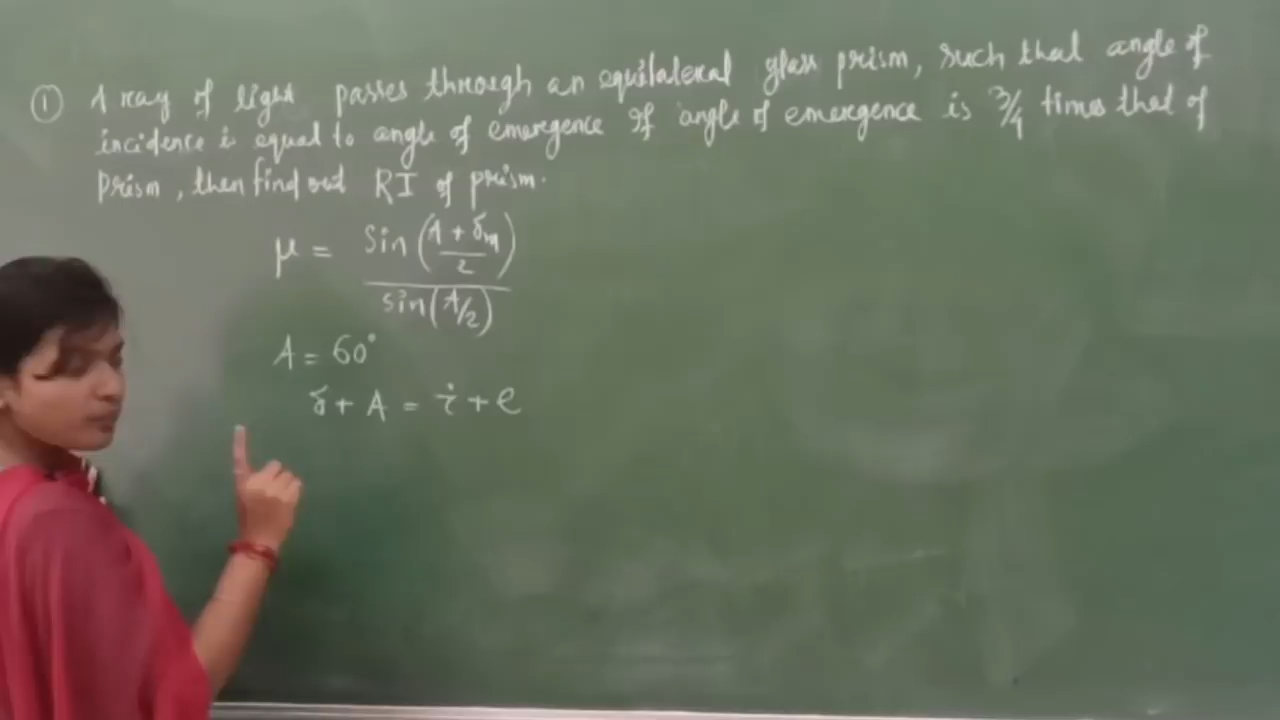 ① A ray of light passes through an equilateral glass prism, such that angle of
incidence is equal to angle of emergence If angle of emergence is 3/4 times that of
prism, then find out RI of prism.
μ = sin((A + δm)/2) / sin(A/2)
A = 60°
δ + A = i + e